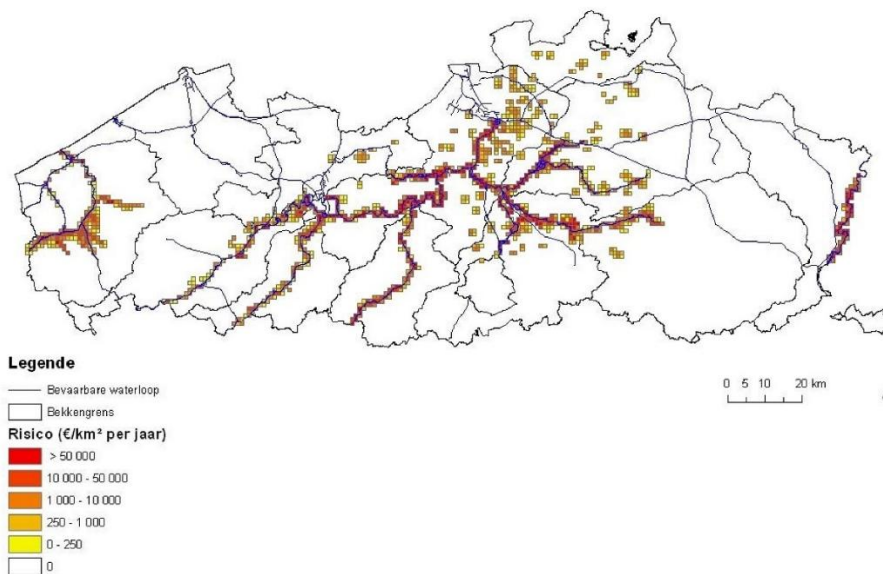 Legende
Bevaarbare waterloop
Bekkengrens
0 5 10 20 km
Risico (€/km² per jaar)
> 50 000
10 000 - 50 000
1 000 - 10 000
250 - 1 000
0 - 250
0